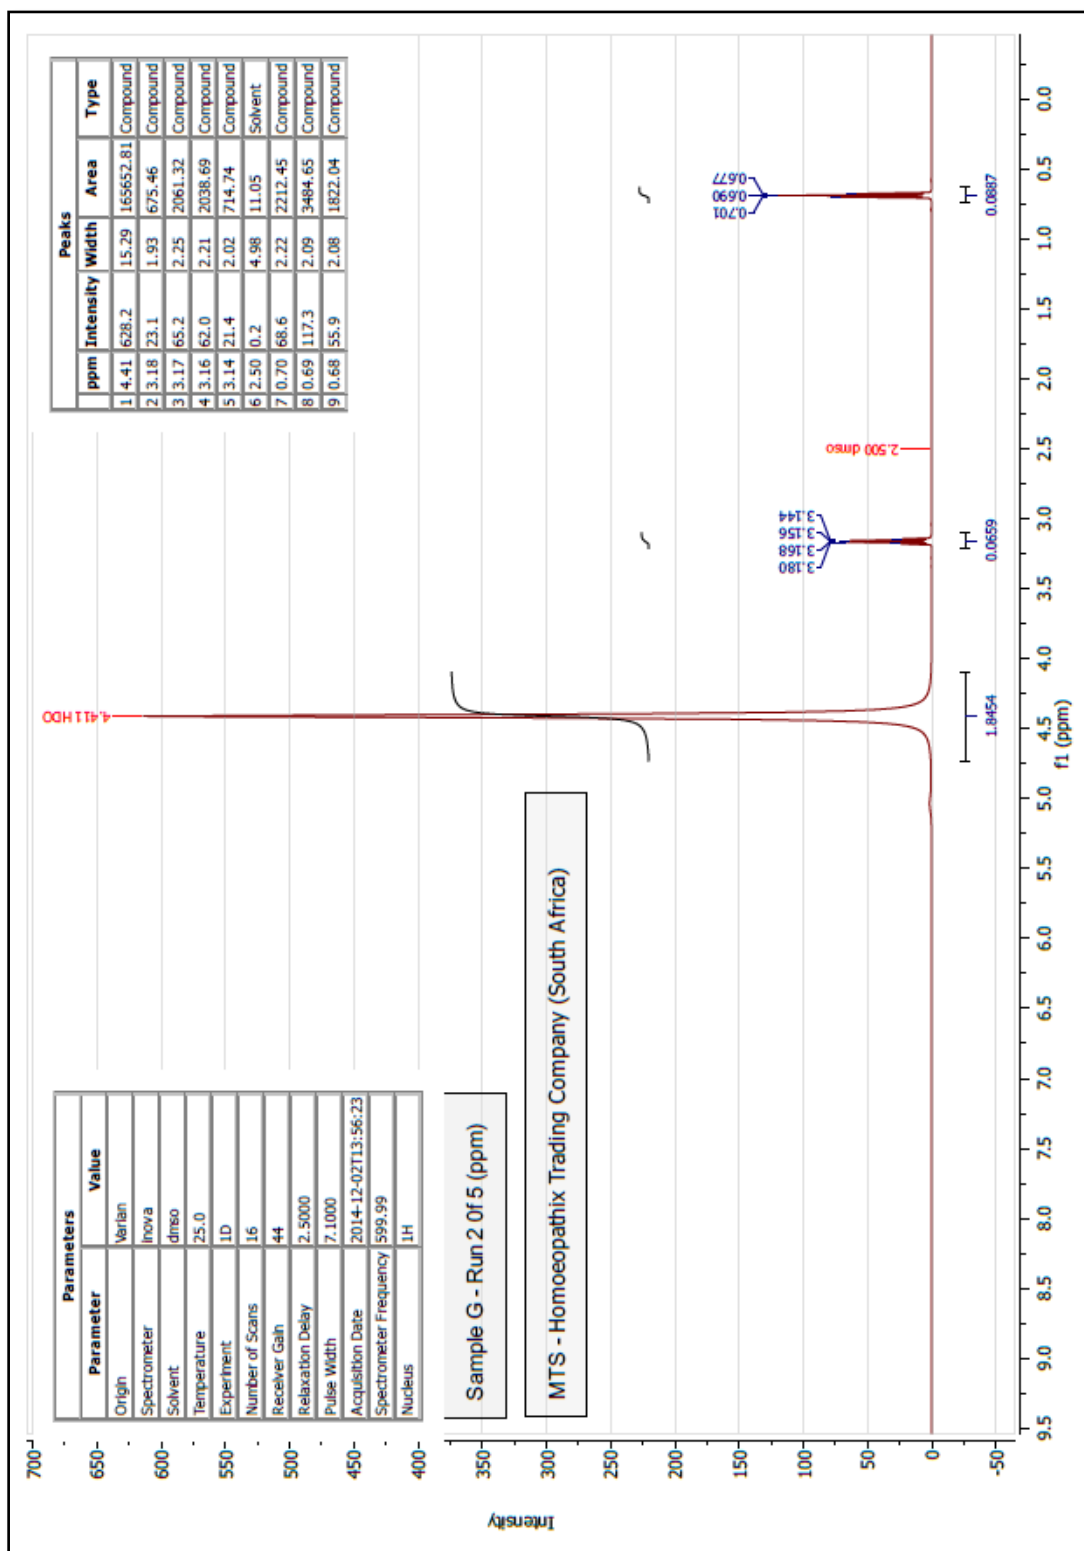 Parameters
Parameter Value
Origin Varian
Spectrometer inova
Solvent dmso
Temperature 25.0
Experiment 1D
Number of Scans 16
Receiver Gain 44
Relaxation Delay 2.5000
Pulse Width 7.1000
Acquisition Date 2014-12-02T13:56:23
Spectrometer Frequency 599.99
Nucleus 1H
Peaks
ppm Intensity Width Area Type
1 4.41 628.2 15.29 165652.81 Compound
2 3.18 23.1 1.93 675.46 Compound
3 3.17 65.2 2.25 2061.32 Compound
4 3.16 62.0 2.21 2038.69 Compound
5 3.14 21.4 2.02 714.74 Compound
6 2.50 0.2 4.98 11.05 Solvent
7 0.70 68.6 2.22 2212.45 Compound
8 0.69 117.3 2.09 3484.65 Compound
9 0.68 55.9 2.08 1822.04 Compound
Sample G - Run 2 0f 5 (ppm)
MTS - Homoeopathix Trading Company (South Africa)
4.411 HDO
3.180
3.168
3.156
3.144
2.500 dmso
0.701
0.690
0.677
1.8454
0.0659
0.0887
700
650
600
550
500
450
400
350
300
250
200
150
100
50
0
-50
Intensity
9.5 9.0 8.5 8.0 7.5 7.0 6.5 6.0 5.5 5.0 4.5 4.0 3.5 3.0 2.5 2.0 1.5 1.0 0.5 0.0
f1 (ppm)